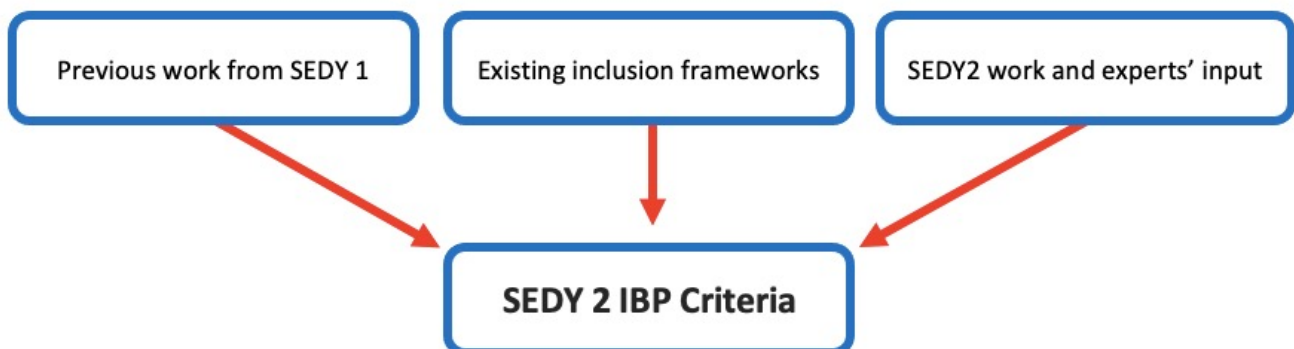 Previous work from SEDY 1
Existing inclusion frameworks
SEDY2 work and experts’ input
SEDY 2 IBP Criteria